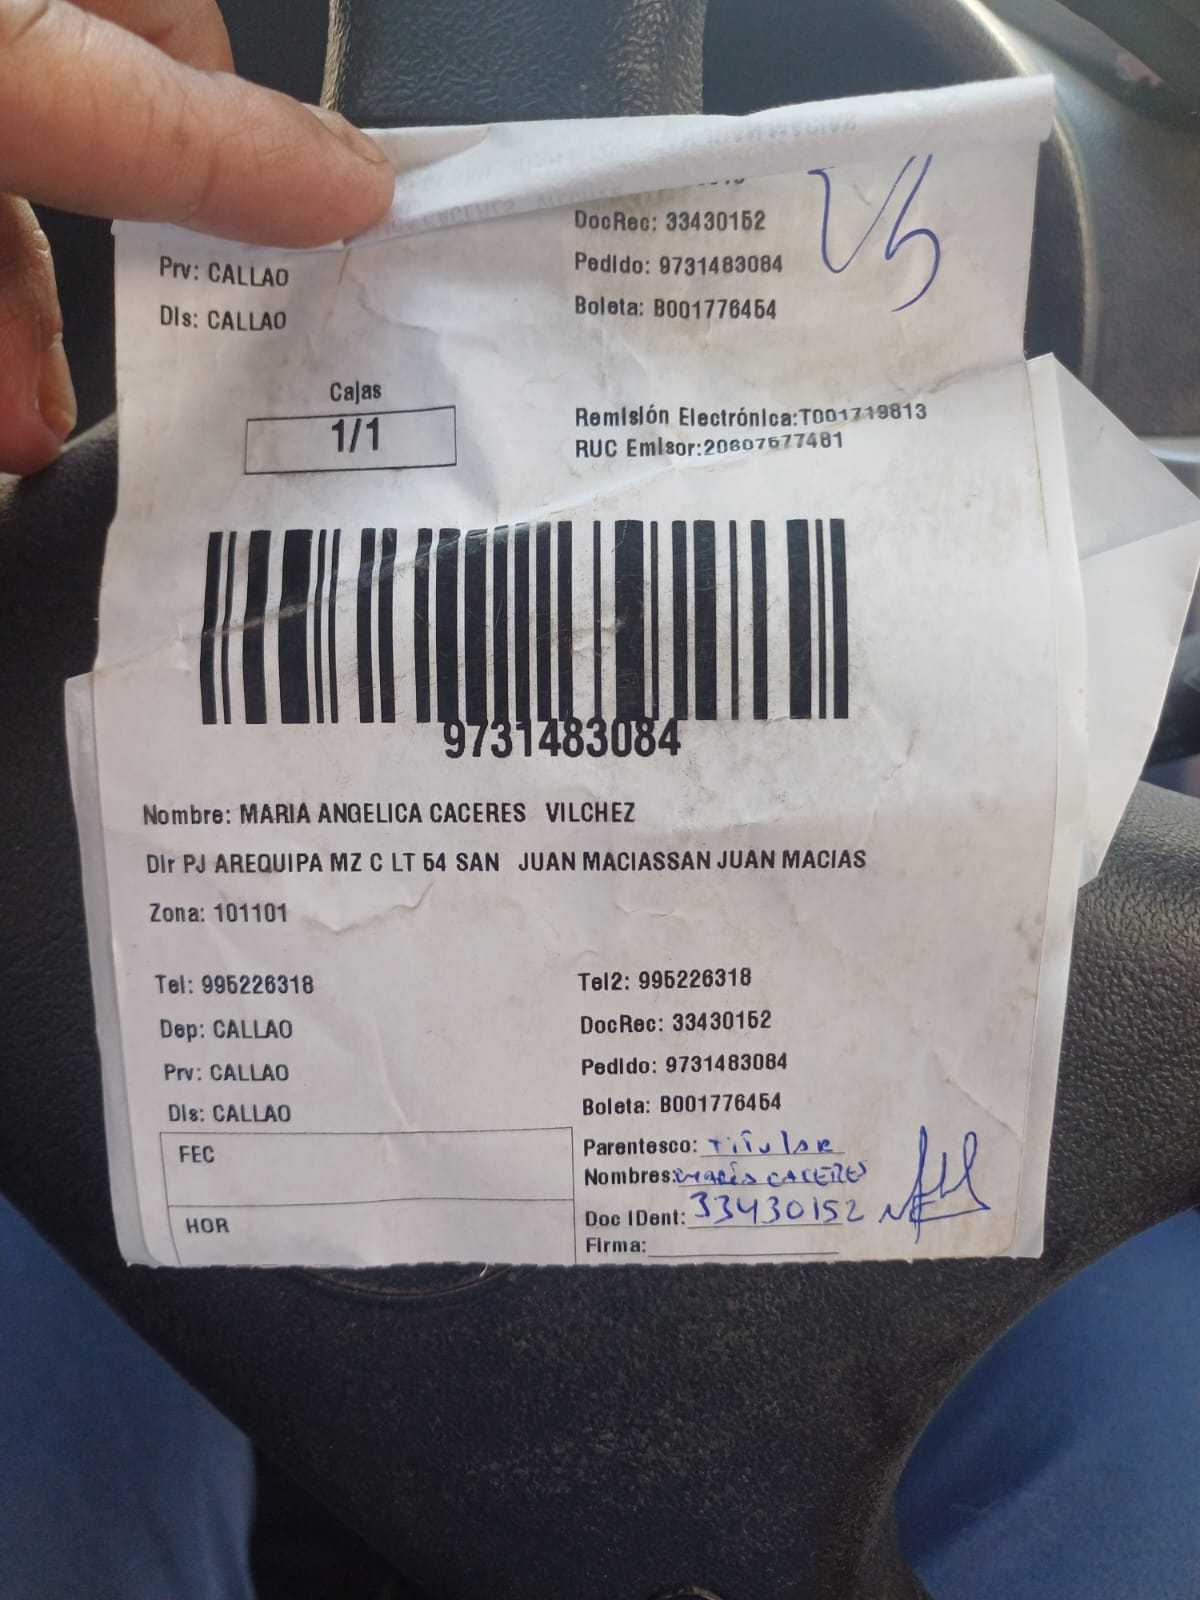 DocRec: 33430152
Prv: CALLAO
Pedido: 9731483084
Dis: CALLAO
Boleta: B001776454
Cajas
1/1
Remisión Electrónica:T001719813
RUC Emisor:20607577481
9731483084
Nombre: MARIA ANGELICA CACERES VILCHEZ
Dir PJ AREQUIPA MZ C LT 54 SAN JUAN MACIASSAN JUAN MACIAS
Zona: 101101
Tel: 995226318
Tel2: 995226318
Dep: CALLAO
DocRec: 33430152
Prv: CALLAO
Pedido: 9731483084
Dis: CALLAO
Boleta: B001776454
FEC
Parentesco: Titular
Nombres: Maria CACERES
HOR
Doc IDent: 33430152
Firma: